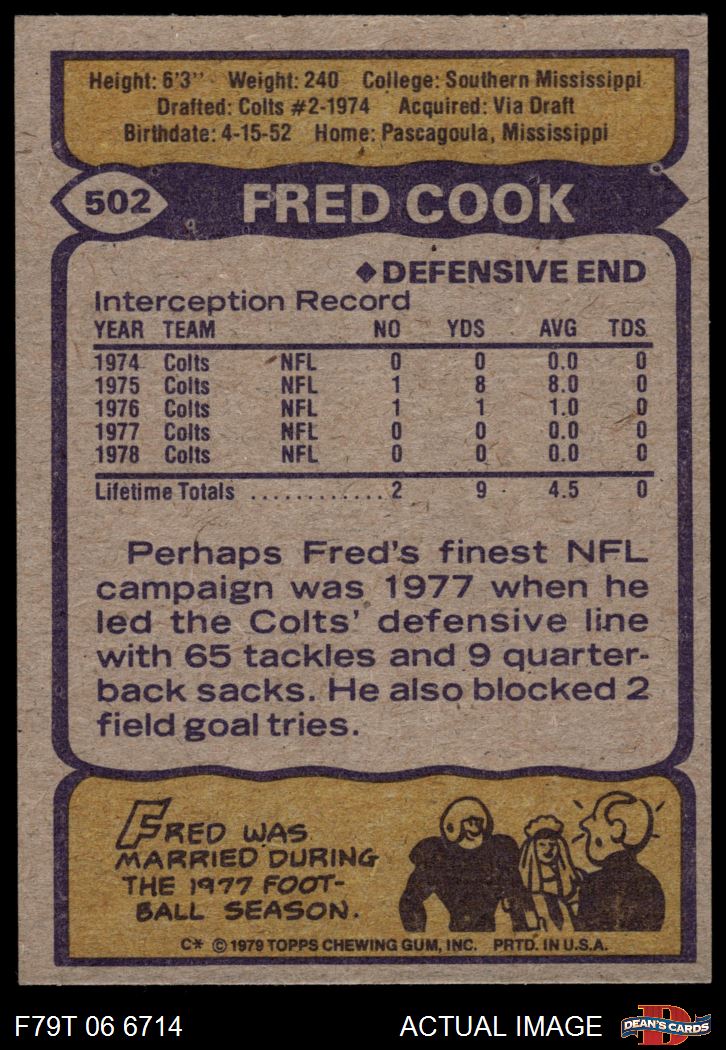 Height: 6'3" Weight: 240 College: Southern Mississippi
Drafted: Colts #2-1974 Acquired: Via Draft
Birthdate: 4-15-52 Home: Pascagoula, Mississippi
502 FRED COOK
◆DEFENSIVE END
Interception Record
YEAR TEAM NO YDS AVG TDS
1974 Colts NFL 0 0 0.0 0
1975 Colts NFL 1 8 8.0 0
1976 Colts NFL 1 1 1.0 0
1977 Colts NFL 0 0 0.0 0
1978 Colts NFL 0 0 0.0 0
Lifetime Totals ............ 2 9 4.5 0
Perhaps Fred's finest NFL
campaign was 1977 when he
led the Colts' defensive line
with 65 tackles and 9 quarter-
back sacks. He also blocked 2
field goal tries.
FRED WAS
MARRIED DURING
THE 1977 FOOT-
BALL SEASON.
C* © 1979 TOPPS CHEWING GUM, INC. PRTD. IN U.S.A.
F79T 06 6714 ACTUAL IMAGE D DEAN'S CARDS